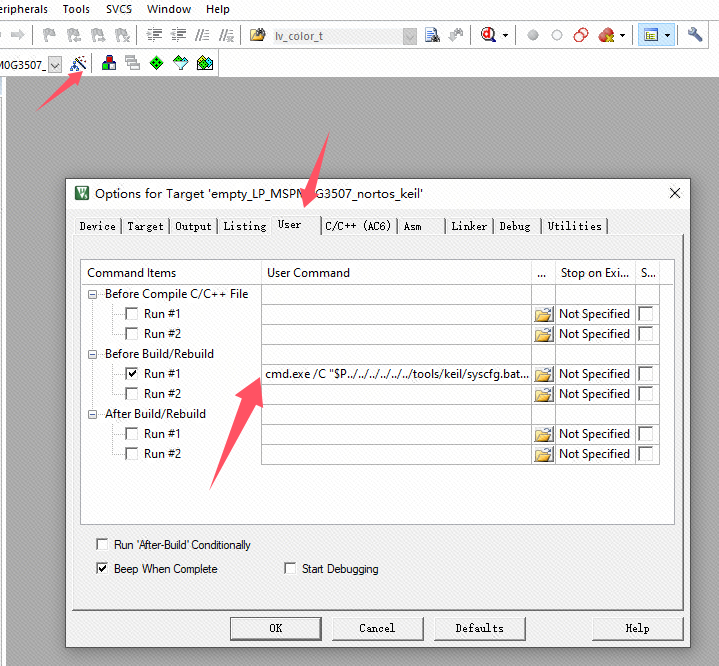 eripherals Tools SVCS Window Help
lv_color_t
M0G3507_
Options for Target 'empty_LP_MSPM G3507_nortos_keil'
Device Target Output Listing User C/C++ (AC6) Asm Linker Debug Utilities
Command Items User Command ... Stop on Exi... S...
Before Compile C/C++ File
Run #1 Not Specified
Run #2 Not Specified
Before Build/Rebuild
Run #1 cmd.exe /C "$P../../../../../../tools/keil/syscfg.bat... Not Specified
Run #2 Not Specified
After Build/Rebuild
Run #1 Not Specified
Run #2 Not Specified
Run 'After-Build' Conditionally
Beep When Complete Start Debugging
OK Cancel Defaults Help